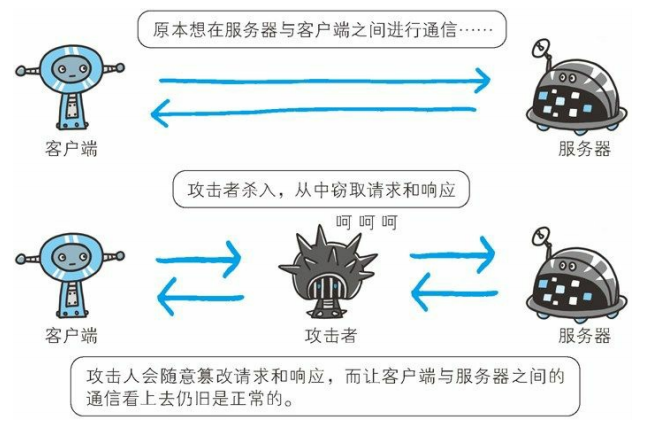 原本想在服务器与客户端之间进行通信……
客户端
服务器
攻击者杀入，从中窃取请求和响应
呵呵呵
客户端
攻击者
服务器
攻击人会随意篡改请求和响应，而让客户端与服务器之间的
通信看上去仍旧是正常的。